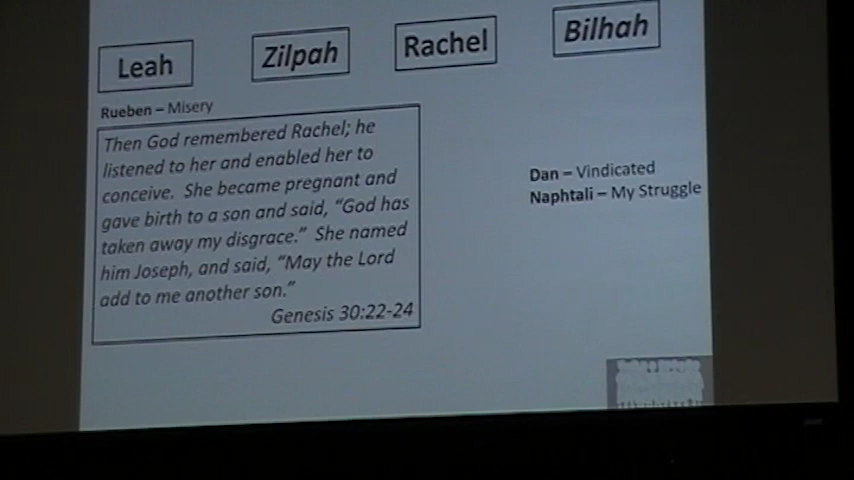 Leah
Zilpah
Rachel
Bilhah
Rueben – Misery
Then God remembered Rachel; he
listened to her and enabled her to
conceive. She became pregnant and
gave birth to a son and said, “God has
taken away my disgrace.” She named
him Joseph, and said, “May the Lord
add to me another son.”
Genesis 30:22-24
Dan – Vindicated
Naphtali – My Struggle